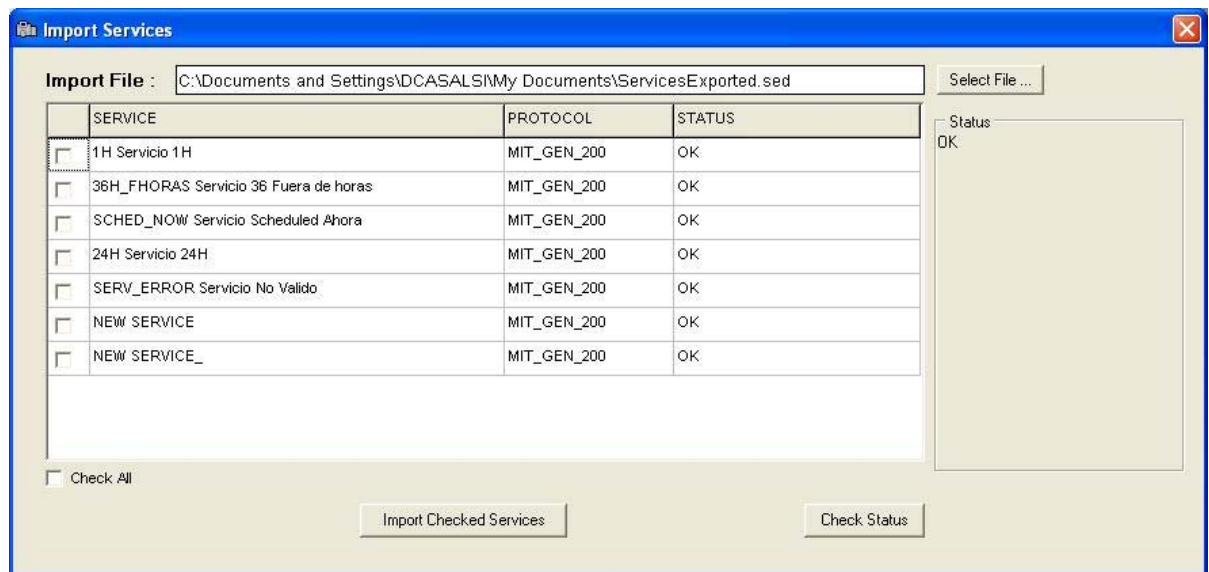 Import Services
Import File : C:\Documents and Settings\DCASALSI\My Documents\ServicesExported.sed Select File ...
SERVICE PROTOCOL STATUS
1H Servicio 1H MIT_GEN_200 OK
36H_FHORAS Servicio 36 Fuera de horas MIT_GEN_200 OK
SCHED_NOW Servicio Scheduled Ahora MIT_GEN_200 OK
24H Servicio 24H MIT_GEN_200 OK
SERV_ERROR Servicio No Valido MIT_GEN_200 OK
NEW SERVICE MIT_GEN_200 OK
NEW SERVICE_ MIT_GEN_200 OK
Status
OK
Check All
Import Checked Services Check Status